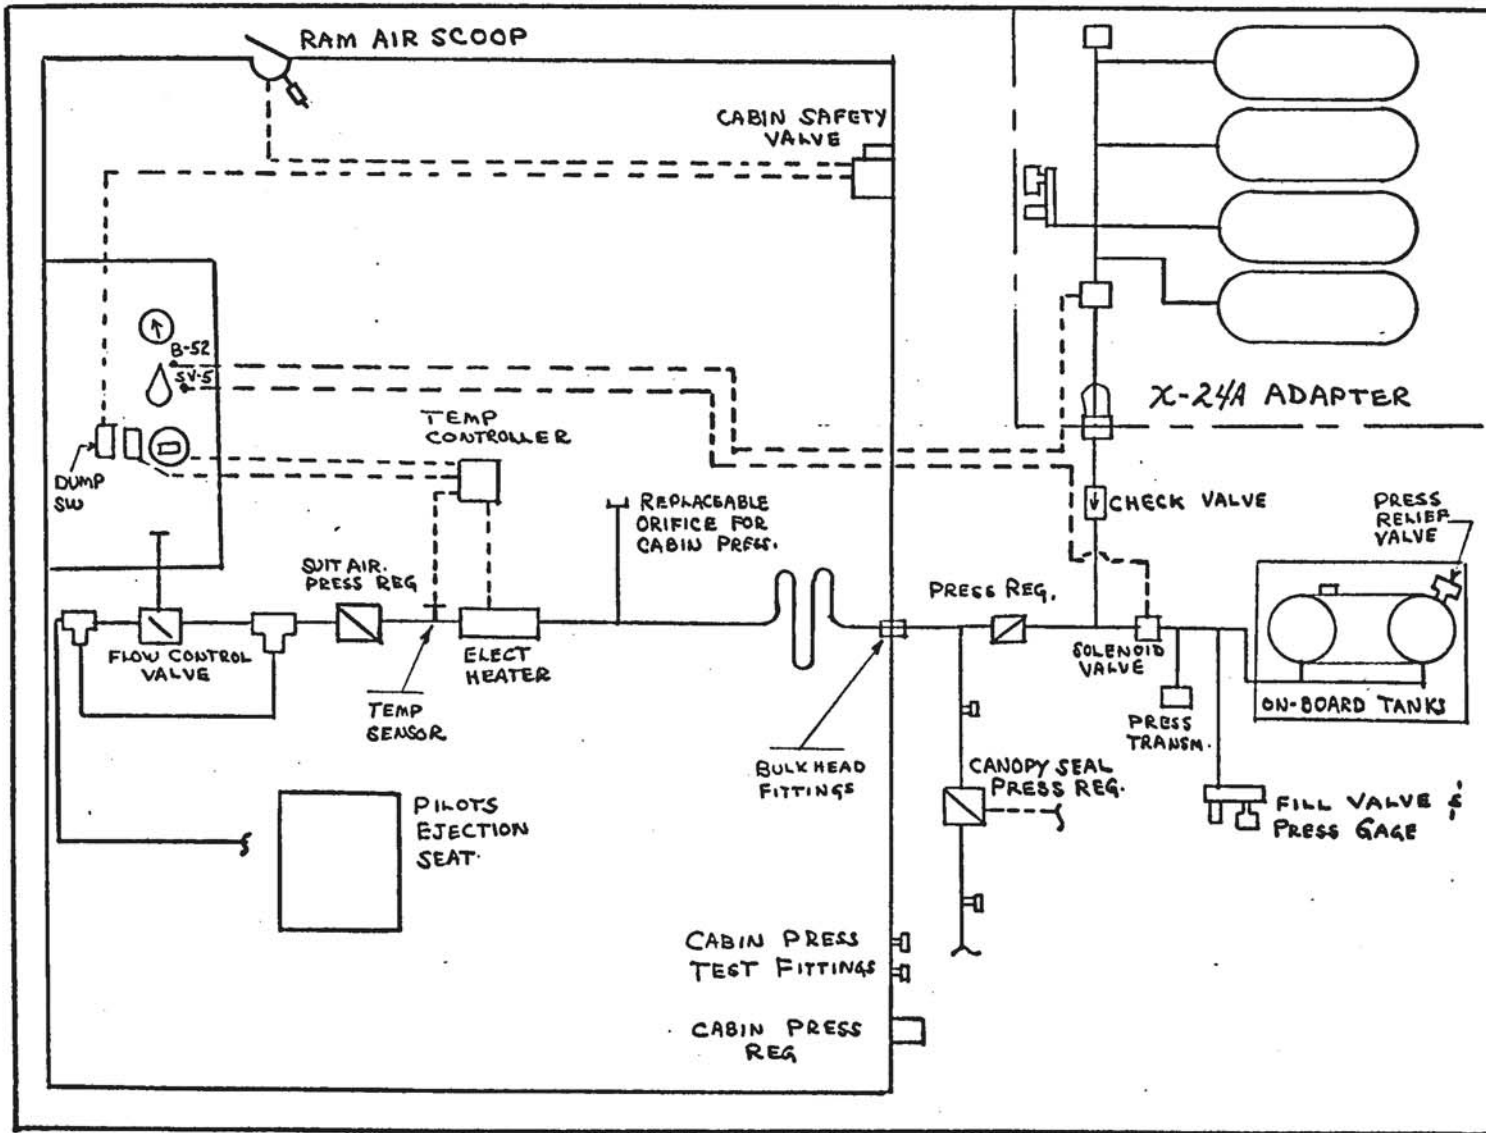 RAM AIR SCOOP
CABIN SAFETY
VALVE
B-52
SV-5
X-24A ADAPTER
TEMP
CONTROLLER
DUMP
SW
REPLACEABLE
ORIFICE FOR
CABIN PRESS.
CHECK VALVE
PRESS
RELIEF
VALVE
SUIT AIR.
PRESS REG
PRESS REG.
FLOW CONTROL
VALVE
ELECT
HEATER
SOLENOID
VALVE
ON-BOARD TANKS
TEMP
SENSOR
PRESS
TRANSM.
BULKHEAD
FITTINGS
CANOPY SEAL
PRESS REG.
FILL VALVE &
PRESS GAGE
PILOTS
EJECTION
SEAT.
CABIN PRESS
TEST FITTINGS
CABIN PRESS
REG